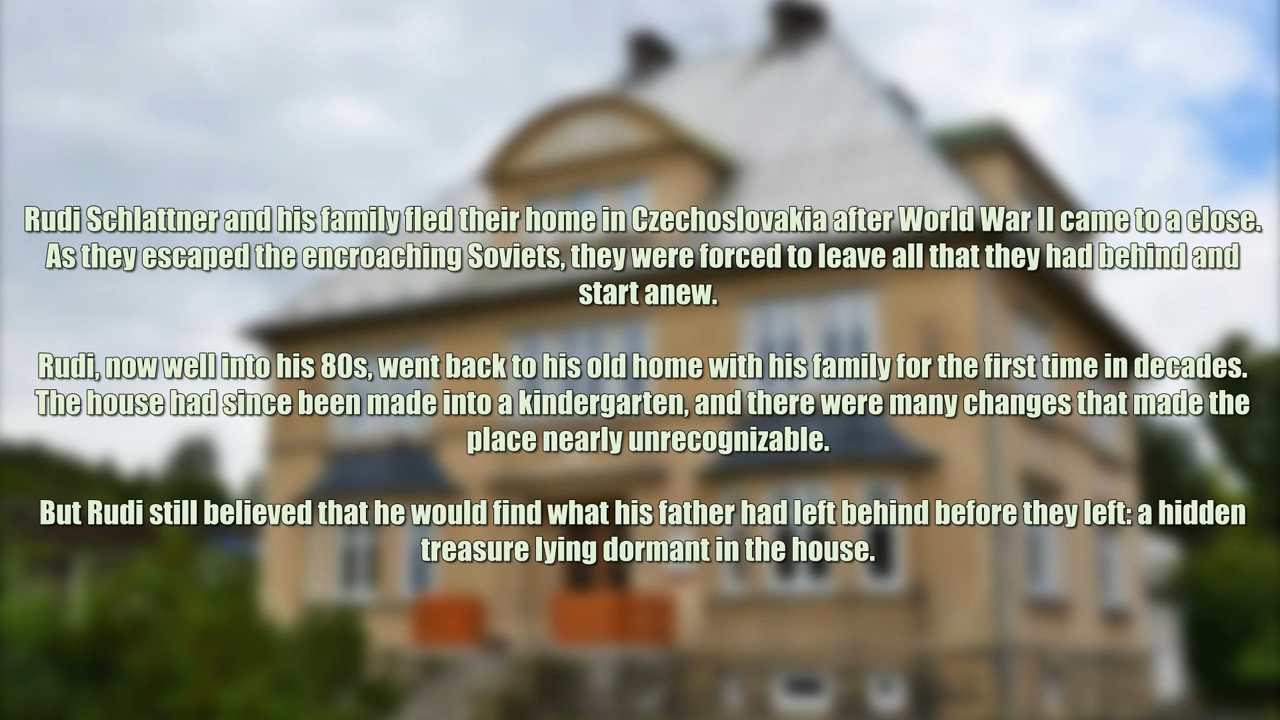 Rudi Schlattner and his family fled their home in Czechoslovakia after World War II came to a close.
As they escaped the encroaching Soviets, they were forced to leave all that they had behind and
start anew.
Rudi, now well into his 80s, went back to his old home with his family for the first time in decades.
The house had since been made into a kindergarten, and there were many changes that made the
place nearly unrecognizable.
But Rudi still believed that he would find what his father had left behind before they left: a hidden
treasure lying dormant in the house.